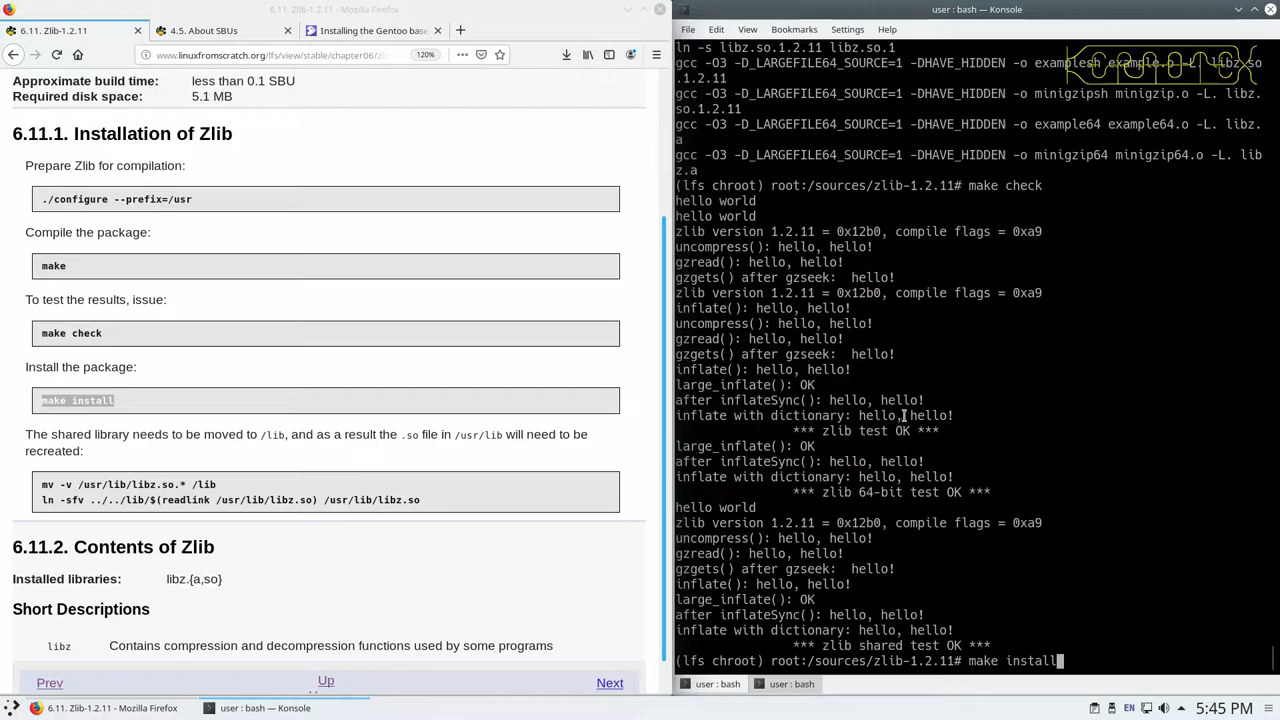 6.11. Zlib-1.2.11 - Mozilla Firefox
6.11. Zlib-1.2.11
4.5. About SBUs
Installing the Gentoo base
www.linuxfromscratch.org/lfs/view/stable/chapter06/
120%
Approximate build time: less than 0.1 SBU
Required disk space: 5.1 MB
6.11.1. Installation of Zlib
Prepare Zlib for compilation:
./configure --prefix=/usr
Compile the package:
make
To test the results, issue:
make check
Install the package:
make install
The shared library needs to be moved to /lib, and as a result the .so file in /usr/lib will need to be
recreated:
mv -v /usr/lib/libz.so.* /lib
ln -sfv ../../lib/$(readlink /usr/lib/libz.so) /usr/lib/libz.so
6.11.2. Contents of Zlib
Installed libraries: libz.{a,so}
Short Descriptions
libz Contains compression and decompression functions used by some programs
Prev
Up
Next
user : bash — Konsole
File Edit View Bookmarks Settings Help
ln -s libz.so.1.2.11 libz.so.1
gcc -O3 -D_LARGEFILE64_SOURCE=1 -DHAVE_HIDDEN -o examplesh example.o -L. libz.so
.1.2.11
gcc -O3 -D_LARGEFILE64_SOURCE=1 -DHAVE_HIDDEN -o minigzipsh minigzip.o -L. libz.
so.1.2.11
gcc -O3 -D_LARGEFILE64_SOURCE=1 -DHAVE_HIDDEN -o example64 example64.o -L. libz.
a
gcc -O3 -D_LARGEFILE64_SOURCE=1 -DHAVE_HIDDEN -o minigzip64 minigzip64.o -L. lib
z.a
(lfs chroot) root:/sources/zlib-1.2.11# make check
hello world
hello world
zlib version 1.2.11 = 0x12b0, compile flags = 0xa9
uncompress(): hello, hello!
gzread(): hello, hello!
gzgets() after gzseek:  hello!
zlib version 1.2.11 = 0x12b0, compile flags = 0xa9
inflate(): hello, hello!
uncompress(): hello, hello!
gzread(): hello, hello!
gzgets() after gzseek:  hello!
inflate(): hello, hello!
large_inflate(): OK
after inflateSync(): hello, hello!
inflate with dictionary: hello, hello!
*** zlib test OK ***
large_inflate(): OK
after inflateSync(): hello, hello!
inflate with dictionary: hello, hello!
*** zlib 64-bit test OK ***
hello world
zlib version 1.2.11 = 0x12b0, compile flags = 0xa9
uncompress(): hello, hello!
gzread(): hello, hello!
gzgets() after gzseek:  hello!
inflate(): hello, hello!
large_inflate(): OK
after inflateSync(): hello, hello!
inflate with dictionary: hello, hello!
*** zlib shared test OK ***
(lfs chroot) root:/sources/zlib-1.2.11# make install
user : bash
user : bash
6.11. Zlib-1.2.11 - Mozilla Firefox
user : bash — Konsole
EN
5:45 PM